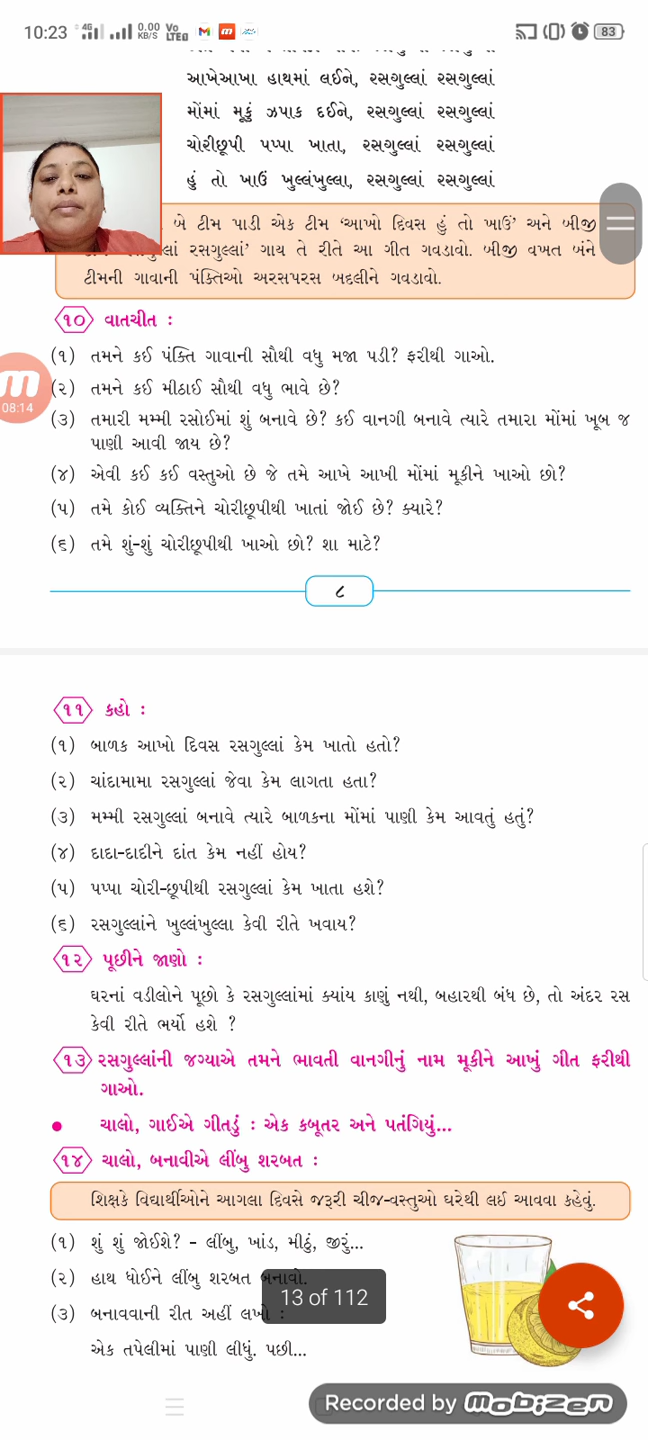 10:23 4G 0.00 KB/S Vo LTE 83
આખેઆખા હાથમાં લઈને, રસગુલ્લાં રસગુલ્લાં
મોંમાં મૂકું ઝપાક દઈને, રસગુલ્લાં રસગુલ્લાં
ચોરીછૂપી પપ્પા ખાતા, રસગુલ્લાં રસગુલ્લાં
હું તો ખાઉં ખુલ્લંખુલ્લા, રસગુલ્લાં રસગુલ્લાં
બે ટીમ પાડી એક ટીમ ‘આખો દિવસ હું તો ખાઉં’ અને બીજી
રસગુલ્લાં’ ગાય તે રીતે આ ગીત ગવડાવો. બીજી વખત બંને
ટીમની ગાવાની પંક્તિઓ અરસપરસ બદલીને ગવડાવો.
૧૦ વાતચીત :
(૧) તમને કઈ પંક્તિ ગાવાની સૌથી વધુ મજા પડી? ફરીથી ગાઓ.
08:14
(૨) તમને કઈ મીઠાઈ સૌથી વધુ ભાવે છે?
(૩) તમારી મમ્મી રસોઈમાં શું બનાવે છે? કઈ વાનગી બનાવે ત્યારે તમારા મોંમાં ખૂબ જ
પાણી આવી જાય છે?
(૪) એવી કઈ કઈ વસ્તુઓ છે જે તમે આખે આખી મોંમાં મૂકીને ખાઓ છો?
(૫) તમે કોઈ વ્યક્તિને ચોરીછૂપીથી ખાતાં જોઈ છે? ક્યારે?
(૬) તમે શું-શું ચોરીછૂપીથી ખાઓ છો? શા માટે?
૮
૧૧ કહો :
(૧) બાળક આખો દિવસ રસગુલ્લાં કેમ ખાતો હતો?
(૨) ચાંદામામા રસગુલ્લાં જેવા કેમ લાગતા હતા?
(૩) મમ્મી રસગુલ્લાં બનાવે ત્યારે બાળકના મોંમાં પાણી કેમ આવતું હતું?
(૪) દાદા-દાદીને દાંત કેમ નહીં હોય?
(૫) પપ્પા ચોરી-છૂપીથી રસગુલ્લાં કેમ ખાતા હશે?
(૬) રસગુલ્લાંને ખુલ્લંખુલ્લા કેવી રીતે ખવાય?
૧૨ પૂછીને જાણો :
ઘરનાં વડીલોને પૂછો કે રસગુલ્લાંમાં ક્યાંય કાણું નથી, બહારથી બંધ છે, તો અંદર રસ
કેવી રીતે ભર્યો હશે ?
૧૩ રસગુલ્લાંની જગ્યાએ તમને ભાવતી વાનગીનું નામ મૂકીને આખું ગીત ફરીથી
ગાઓ.
• ચાલો, ગાઈએ ગીતડું : એક કબૂતર અને પતંગિયું...
૧૪ ચાલો, બનાવીએ લીંબુ શરબત :
શિક્ષકે વિદ્યાર્થીઓને આગલા દિવસે જરૂરી ચીજ-વસ્તુઓ ઘરેથી લઈ આવવા કહેવું.
(૧) શું શું જોઈશે? - લીંબુ, ખાંડ, મીઠું, જીરું...
(૨) હાથ ધોઈને લીંબુ શરબત બનાવો.
13 of 112
(૩) બનાવવાની રીત અહીં લખો :
એક તપેલીમાં પાણી લીધું. પછી...
Recorded by mobizen